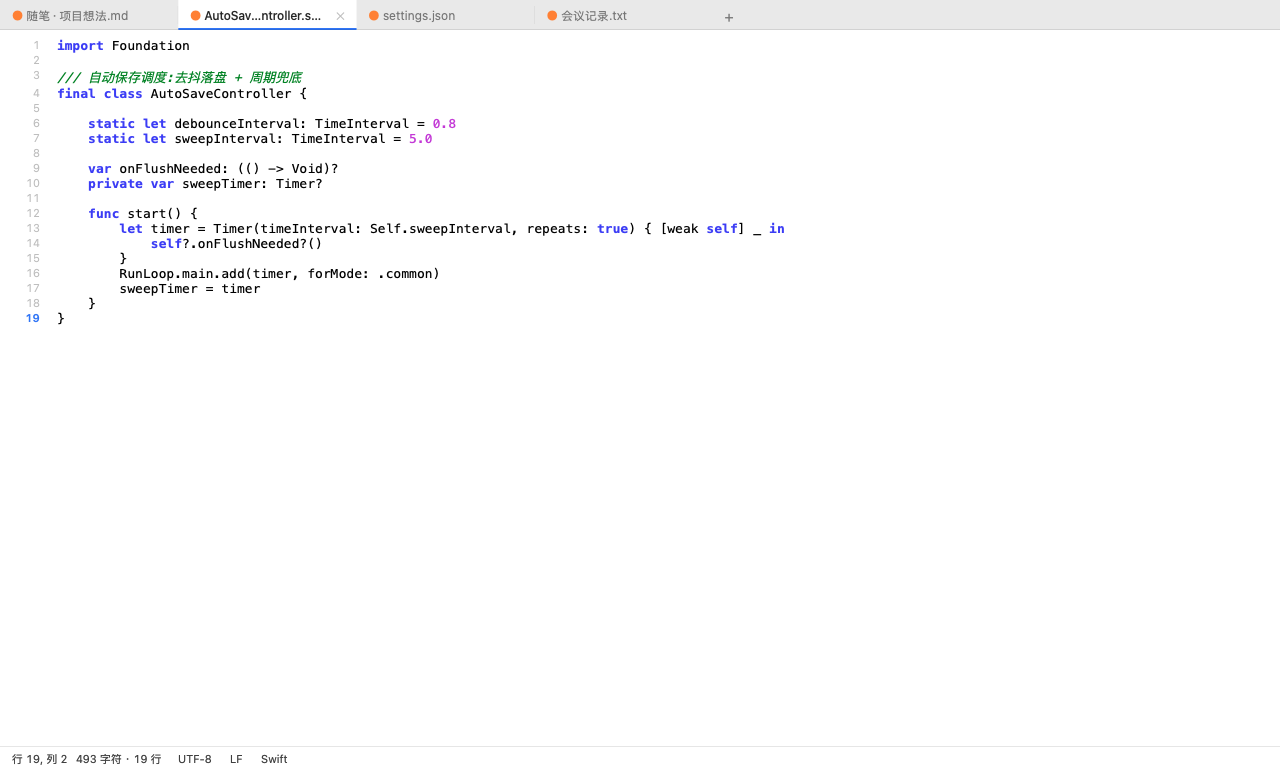 随笔 · 项目想法.md
AutoSav...ntroller.s...
settings.json
会议记录.txt
+
1 import Foundation
2
3 /// 自动保存调度:去抖落盘 + 周期兜底
4 final class AutoSaveController {
5
6     static let debounceInterval: TimeInterval = 0.8
7     static let sweepInterval: TimeInterval = 5.0
8
9     var onFlushNeeded: (() -> Void)?
10     private var sweepTimer: Timer?
11
12     func start() {
13         let timer = Timer(timeInterval: Self.sweepInterval, repeats: true) { [weak self] _ in
14             self?.onFlushNeeded?()
15         }
16         RunLoop.main.add(timer, forMode: .common)
17         sweepTimer = timer
18     }
19 }
行 19, 列 2 493 字符 · 19 行 UTF-8 LF Swift